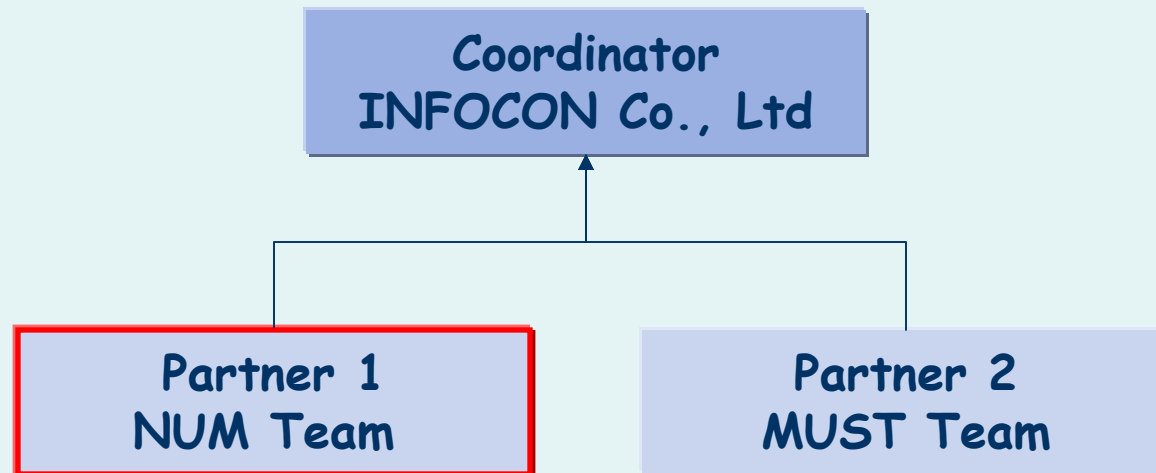 Coordinator
INFOCON Co., Ltd
Partner 1
NUM Team
Partner 2
MUST Team